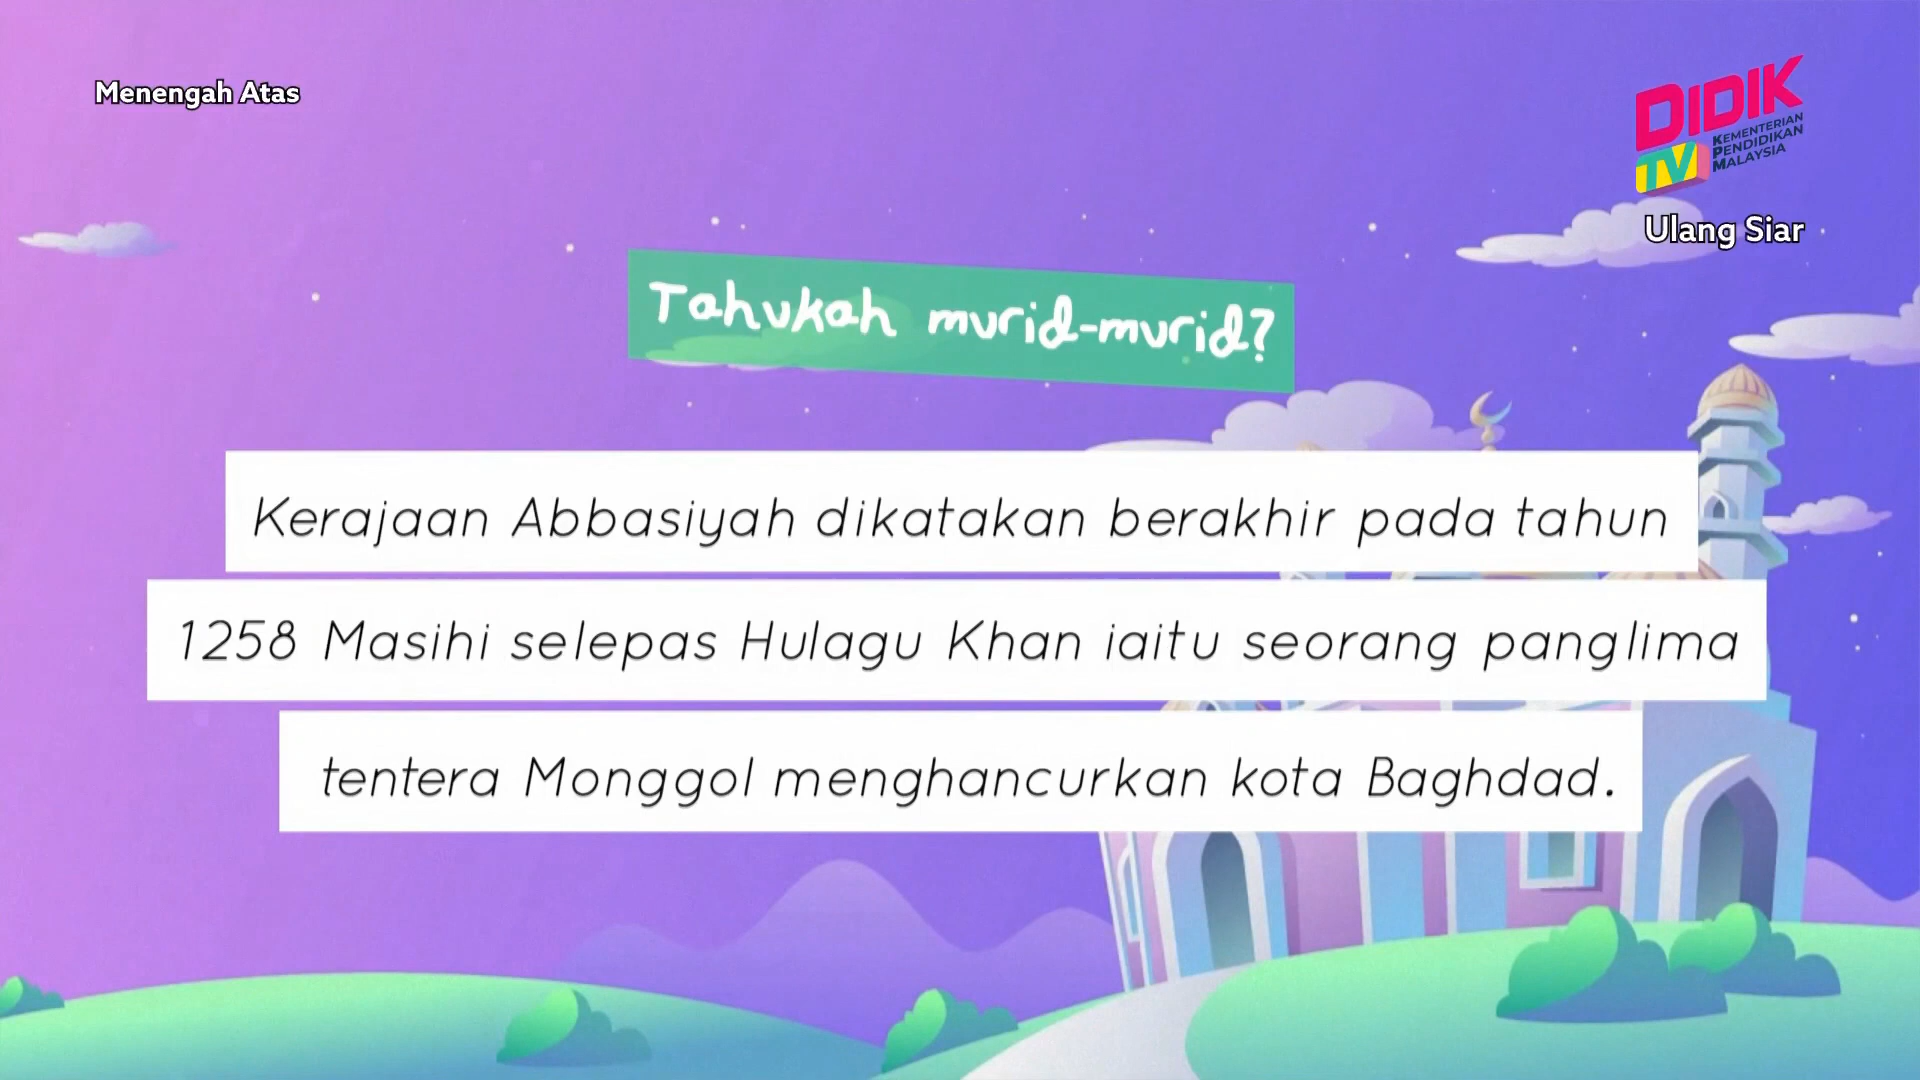 Menengah Atas
DIDIK
TV
KEMENTERIAN
PENDIDIKAN
MALAYSIA
Ulang Siar
Tahukah murid-murid?
Kerajaan Abbasiyah dikatakan berakhir pada tahun
1258 Masihi selepas Hulagu Khan iaitu seorang panglima
tentera Monggol menghancurkan kota Baghdad.